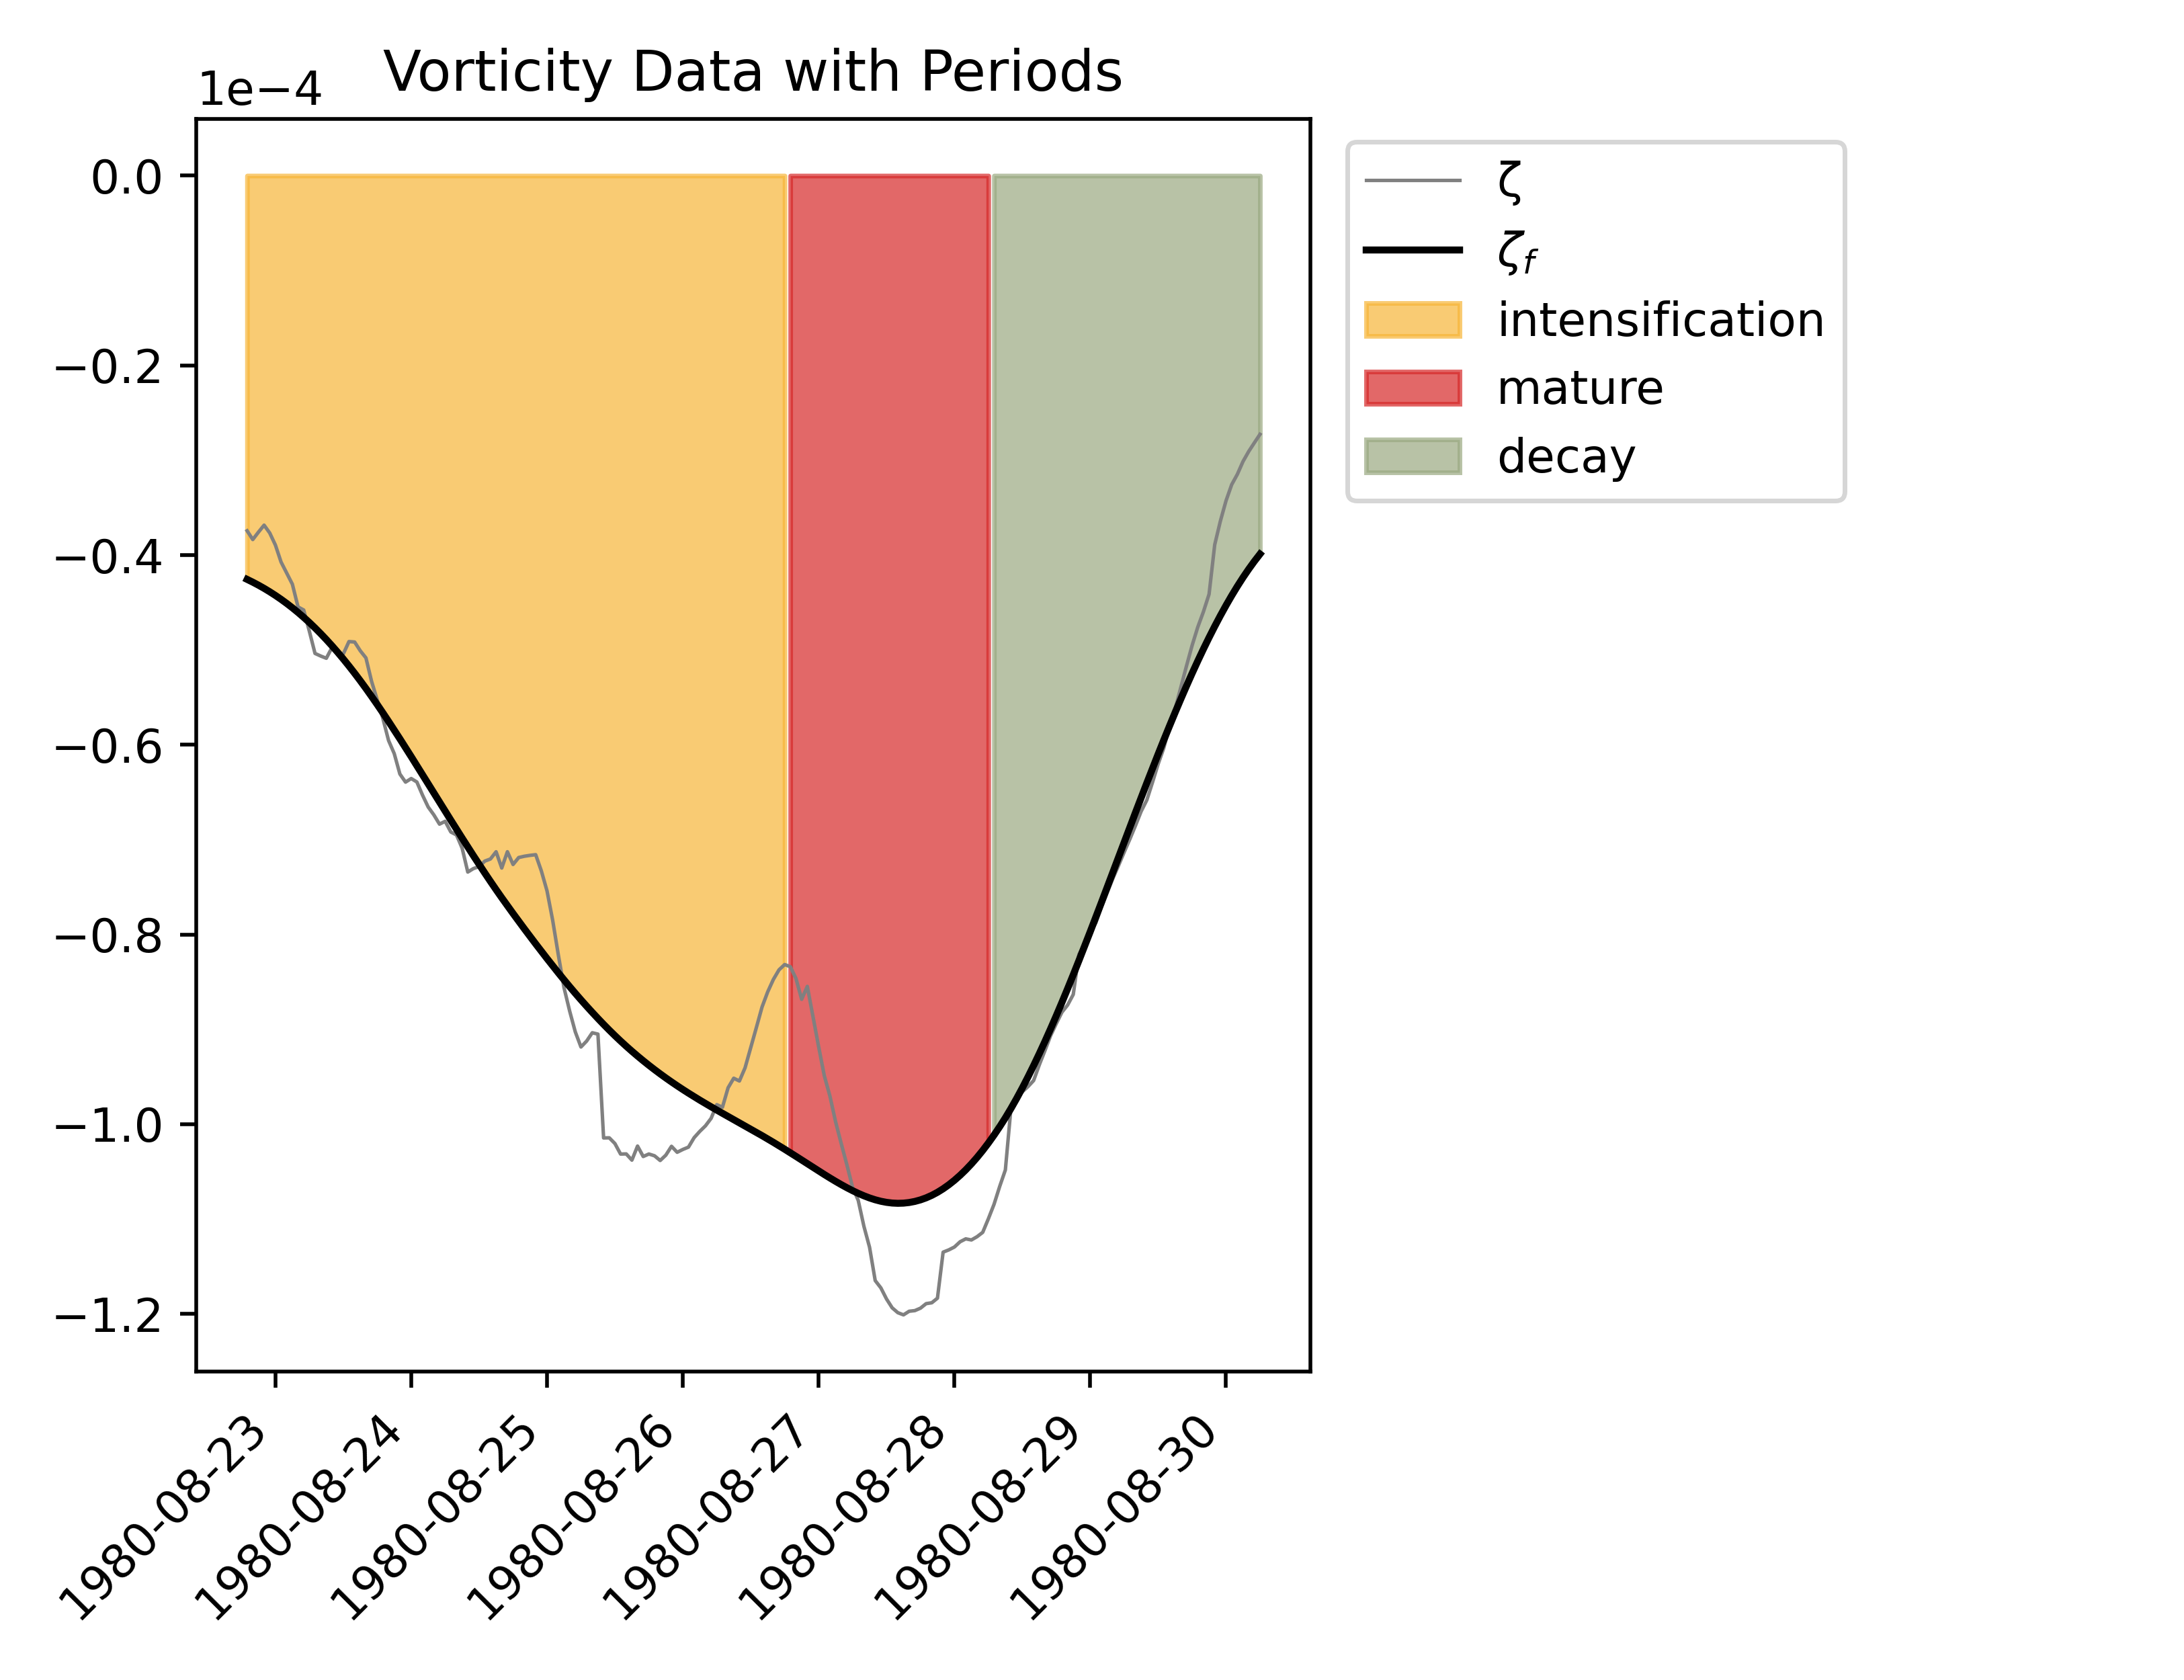 Vorticity Data with Periods
1e−4
0.0
−0.2
−0.4
−0.6
−0.8
−1.0
−1.2
1980-08-23
1980-08-24
1980-08-25
1980-08-26
1980-08-27
1980-08-28
1980-08-29
1980-08-30
ζ
ζf
intensification
mature
decay